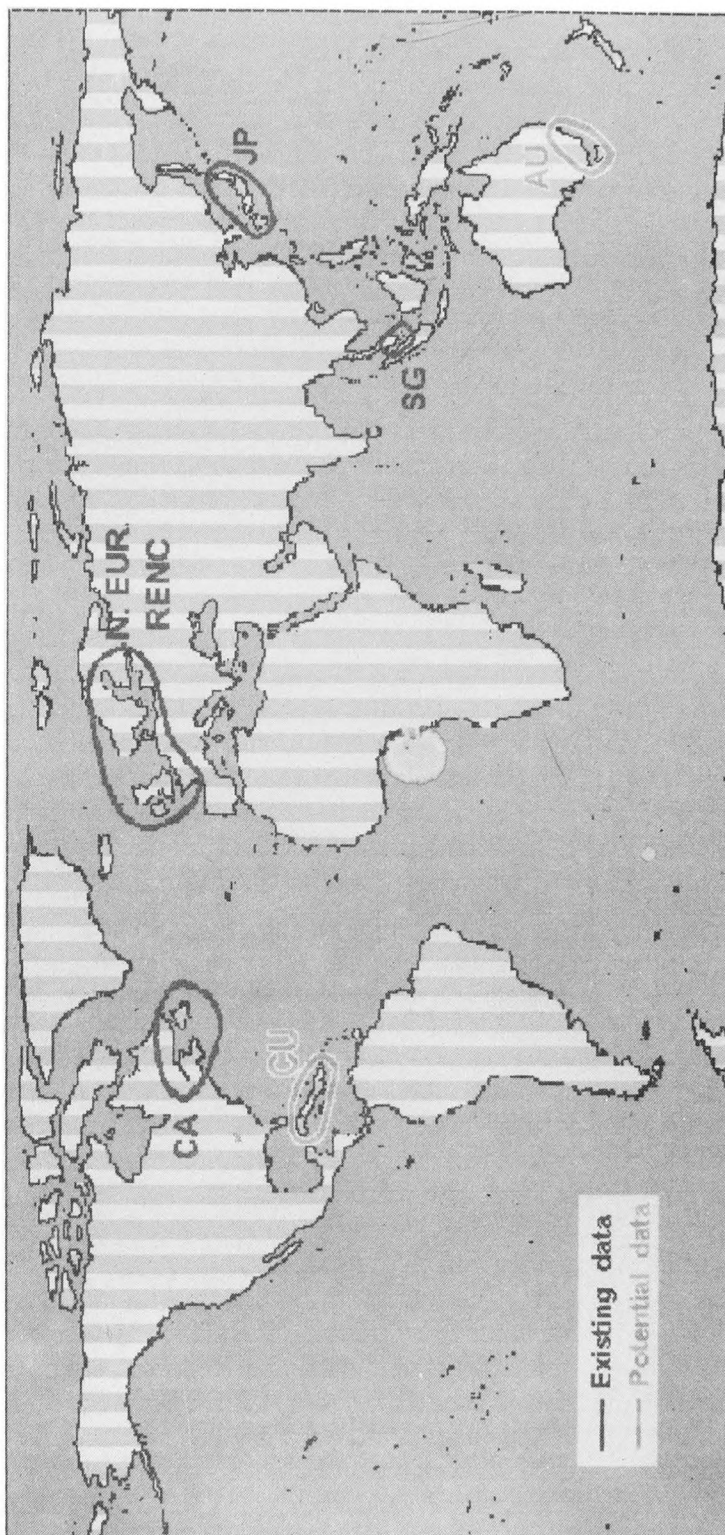 CA
CU
N EUR
RENC
JP
SG
AU
Existing data
Potential data